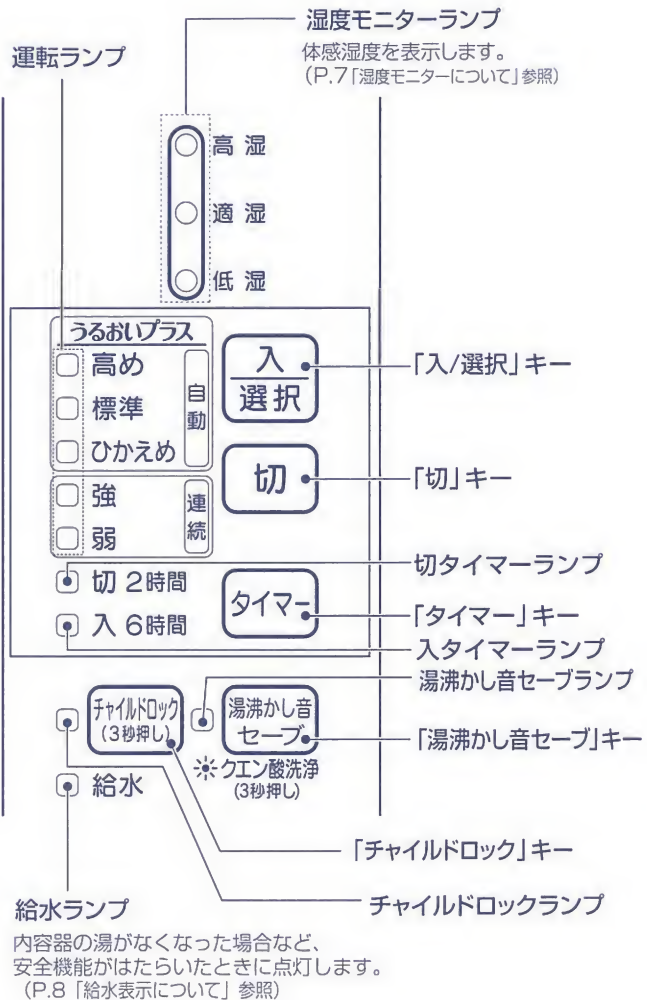 湿度モニターランプ
体感湿度を表示します。
(P.7「湿度モニターについて」参照)
運転ランプ
高湿
適湿
低湿
うるおいプラス
高め
標準
ひかえめ
自動
強
弱
連続
入
選択
「入/選択」キー
切
「切」キー
切 2時間
切タイマーランプ
入 6時間
タイマー
「タイマー」キー
入タイマーランプ
湯沸かし音セーブランプ
チャイルドロック
(3秒押し)
湯沸かし音
セーブ
「湯沸かし音セーブ」キー
給水
クエン酸洗浄
(3秒押し)
「チャイルドロック」キー
チャイルドロックランプ
給水ランプ
内容器の湯がなくなった場合など、
安全機能がはたらいたときに点灯します。
(P.8「給水表示について」参照)